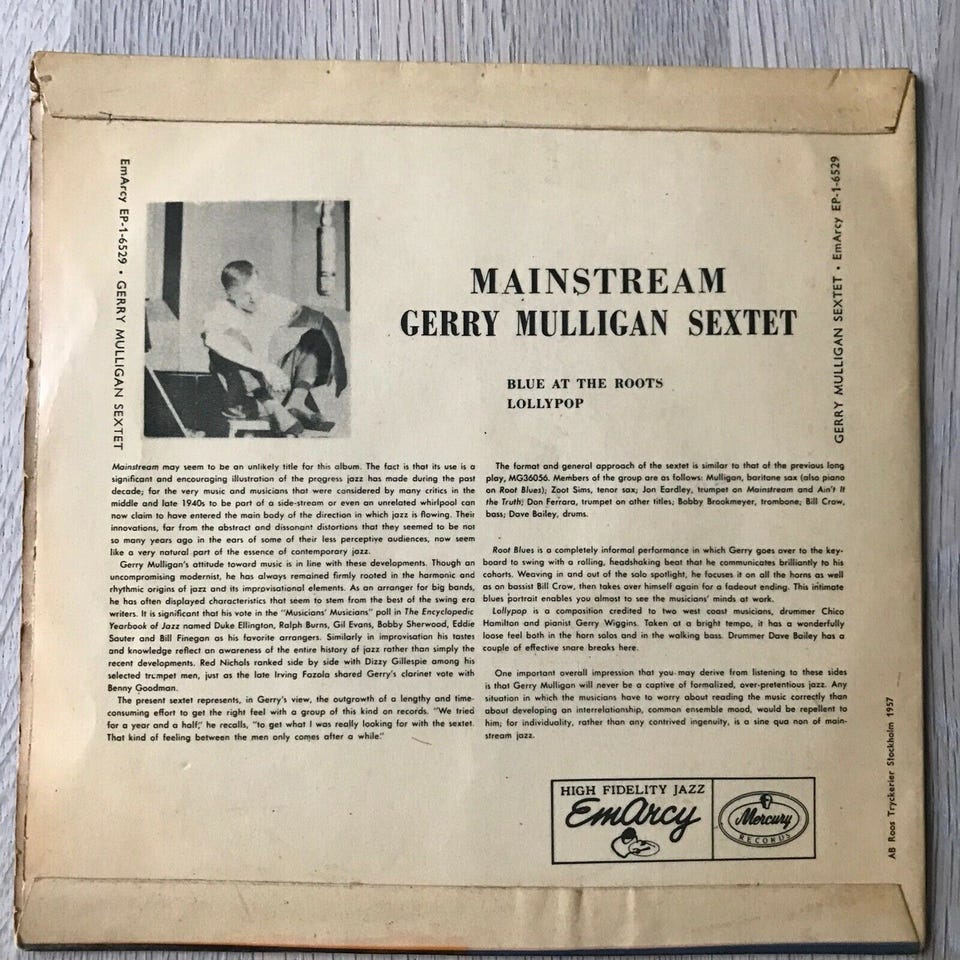 EmArcy EP-1-6529 • GERRY MULLIGAN SEXTET
MAINSTREAM
GERRY MULLIGAN SEXTET
BLUE AT THE ROOTS
LOLLYPOP
GERRY MULLIGAN SEXTET • EmArcy EP-1-6529
Mainstream may seem to be an unlikely title for this album. The fact is that its use is a
significant and encouraging illustration of the progress jazz has made during the past
decade; for the very music and musicians that were considered by many critics in the
middle and late 1940s to be part of a side-stream or even an unrelated whirlpool can
now claim to have entered the main body of the direction in which jazz is flowing. Their
innovations, far from the abstract and dissonant distortions that they seemed to be not
so many years ago in the ears of some of their less perceptive audiences, now seem
like a very natural part of the essence of contemporary jazz.
Gerry Mulligan's attitude toward music is in line with these developments. Though an
uncompromising modernist, he has always remained firmly rooted in the harmonic and
rhythmic origins of jazz and its improvisational elements. As an arranger for big bands,
he has often displayed characteristics that seem to stem from the best of the swing era
writers. It is significant that his vote in the "Musicians' Musicians" poll in The Encyclopedic
Yearbook of Jazz named Duke Ellington, Ralph Burns, Gil Evans, Bobby Sherwood, Eddie
Sauter and Bill Finegan as his favorite arrangers. Similarly in improvisation his tastes
and knowledge reflect an awareness of the entire history of jazz rather than simply the
recent developments. Red Nichols ranked side by side with Dizzy Gillespie among his
selected trumpet men, just as the late Irving Fazola shared Gerry's clarinet vote with
Benny Goodman.
The present sextet represents, in Gerry's view, the outgrowth of a lengthy and time-
consuming effort to get the right feel with a group of this kind on records. "We tried
for a year and a half," he recalls, "to get what I was really looking for with the sextet.
That kind of feeling between the men only comes after a while."
The format and general approach of the sextet is similar to that of the previous long
play, MG36056. Members of the group are as follows: Mulligan, baritone sax (also piano
on Root Blues); Zoot Sims, tenor sax; Jon Eardley, trumpet on Mainstream and Ain't It
the Truth; Don Ferrara, trumpet on other titles; Bobby Brookmeyer, trombone; Bill Crow,
bass; Dave Bailey, drums.
Root Blues is a completely informal performance in which Gerry goes over to the key-
board to swing with a rolling, headshaking beat that he communicates brilliantly to his
cohorts. Weaving in and out of the solo spotlight, he focuses it on all the horns as well
as on bassist Bill Crow, then takes over himself again for a fadeout ending. This intimate
blues portrait enables you almost to see the musicians' minds at work.
Lollypop is a composition credited to two west coast musicians, drummer Chico
Hamilton and pianist Gerry Wiggins. Taken at a bright tempo, it has a wonderfully
loose feel both in the horn solos and in the walking bass. Drummer Dave Bailey has a
couple of effective snare breaks here.
One important overall impression that you may derive from listening to these sides
is that Gerry Mulligan will never be a captive of formalized, over-pretentious jazz. Any
situation in which the musicians have to worry about reading the music correctly than
about developing an interrelationship, common ensemble mood, would be repellent to
him; for individuality, rather than any contrived ingenuity, is a sine qua non of main-
stream jazz.
HIGH FIDELITY JAZZ
EmArcy
Mercury
RECORDS
AB Roos Tryckerier Stockholm 1957